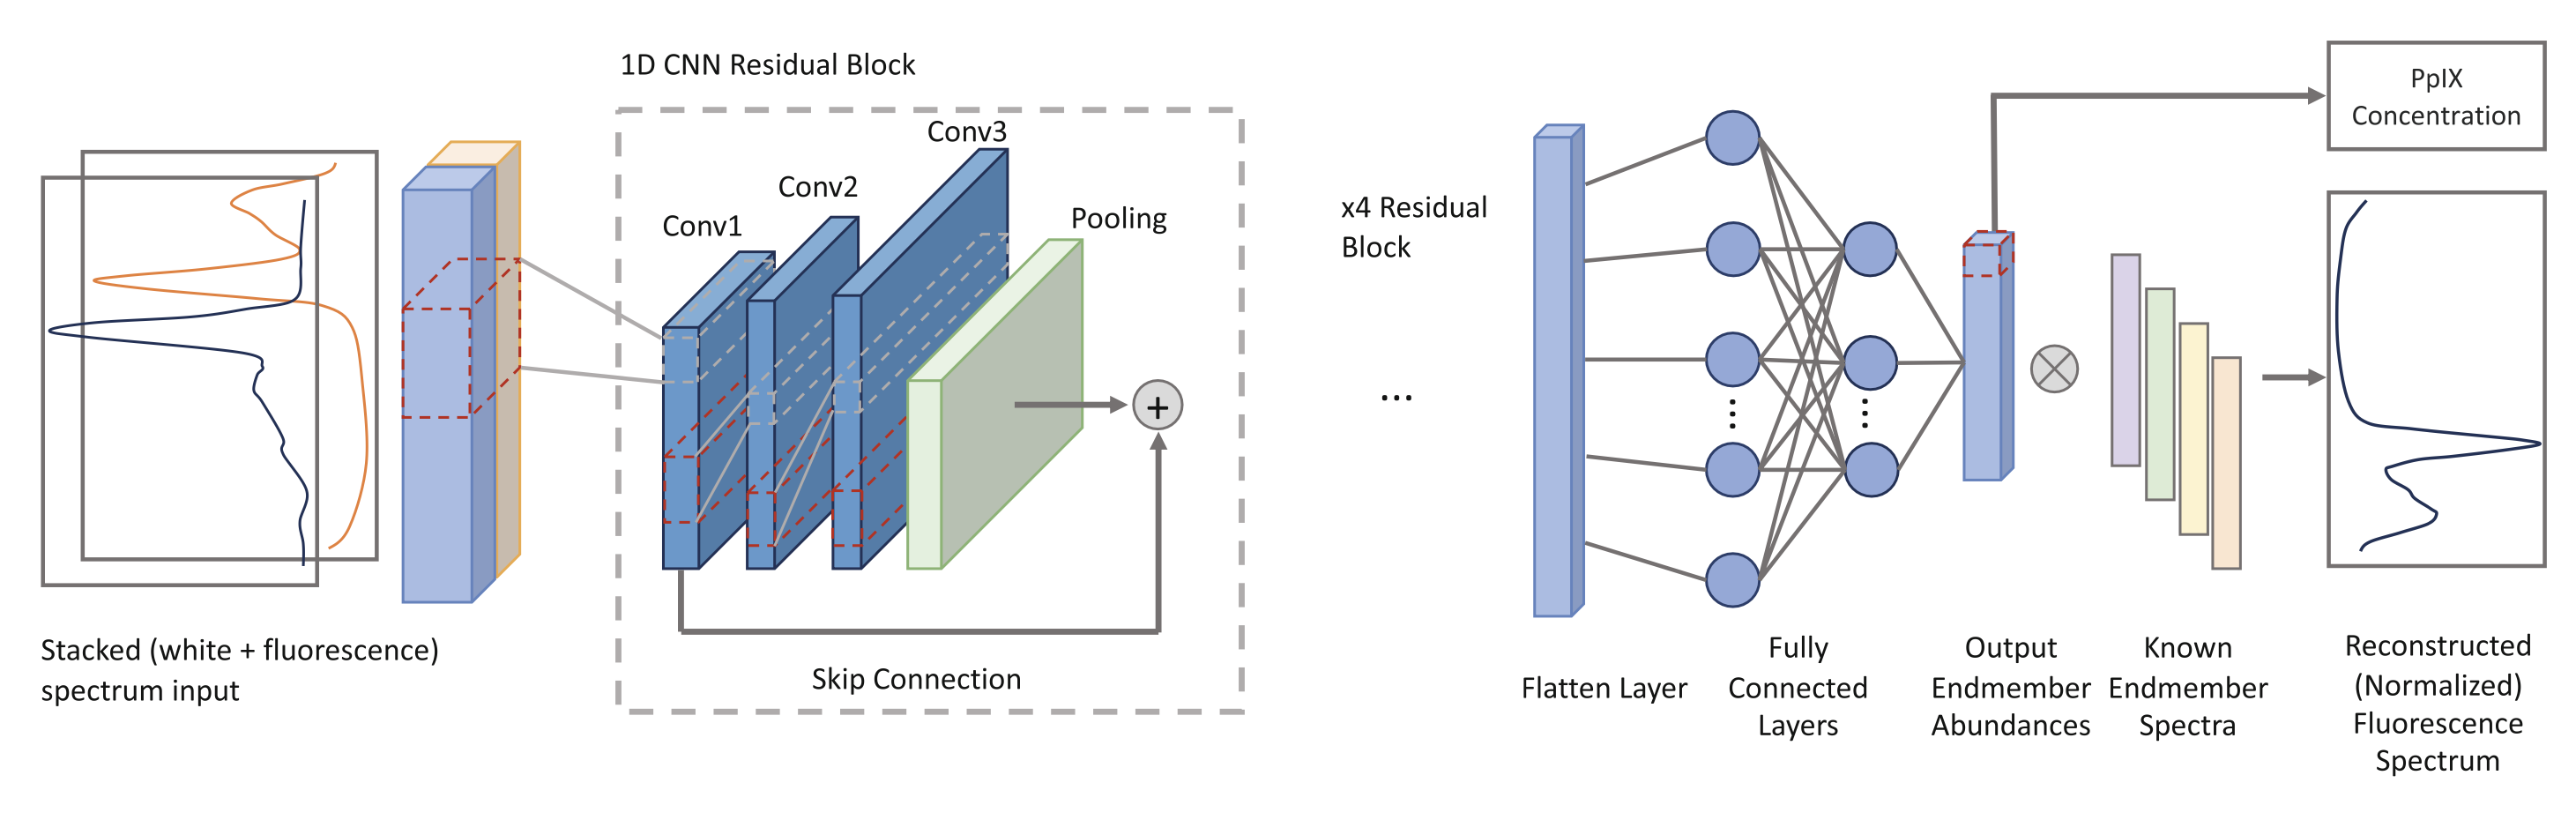 1D CNN Residual Block
Conv1
Conv2
Conv3
Pooling
+
Skip Connection
Stacked (white + fluorescence)
spectrum input
x4 Residual
Block
...
Flatten Layer
Fully
Connected
Layers
Output
Endmember
Abundances
Known
Endmember
Spectra
PpIX
Concentration
Reconstructed
(Normalized)
Fluorescence
Spectrum